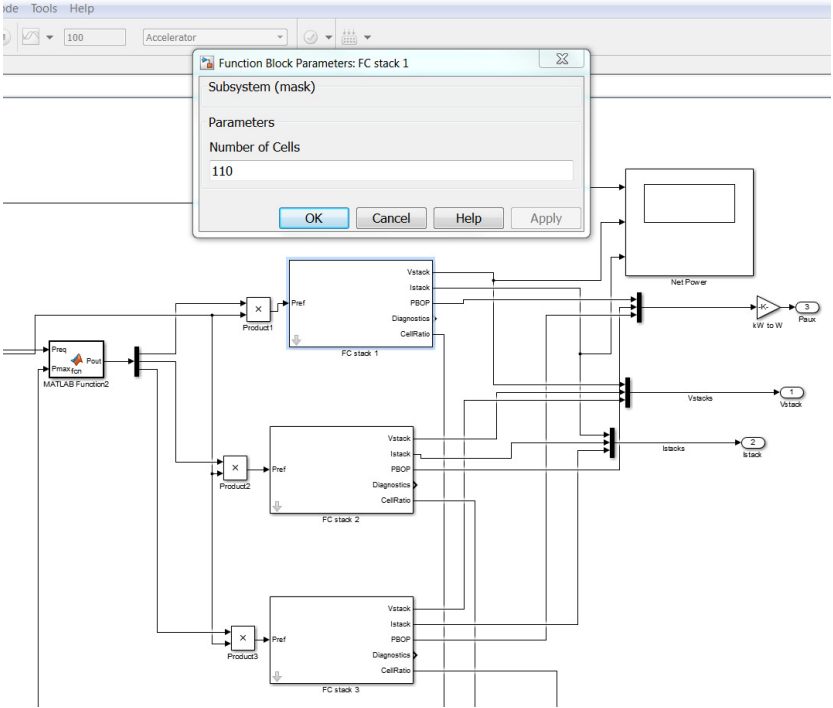 ode Tools Help
100
Accelerator
Function Block Parameters: FC stack 1
Subsystem (mask)
Parameters
Number of Cells
110
OK Cancel Help Apply
Net Power
Vstack
Istack
PBOP
Diagnostics
CellRatio
Pref
FC stack 1
×
Product1
-K-
kW to W
3
Paux
Preq
Pmax
fcn
Pout
MATLAB Function2
Vstacks
1
Vstack
Istacks
2
Istack
×
Product2
Pref
Vstack
Istack
PBOP
Diagnostics
CellRatio
FC stack 2
×
Product3
Pref
Vstack
Istack
PBOP
Diagnostics
CellRatio
FC stack 3